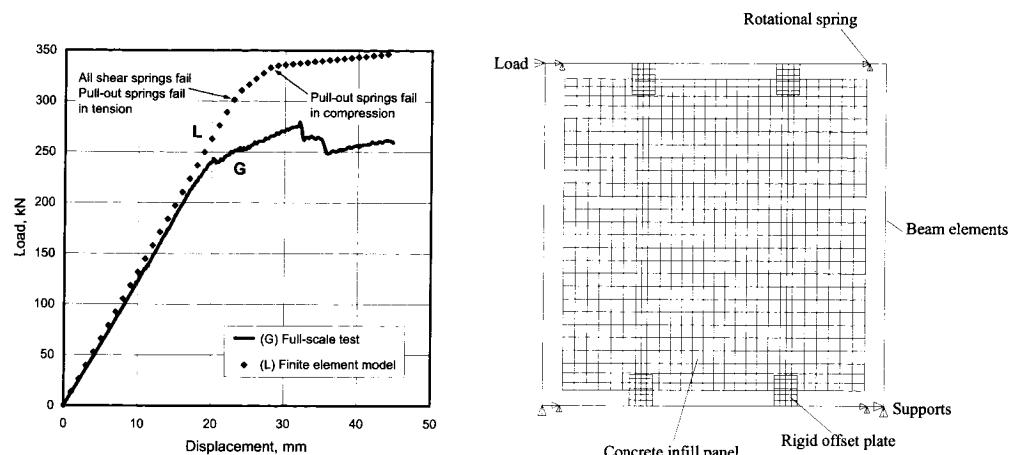 350
300
250
200
150
100
50
0
Load, kN
All shear springs fail
Pull-out springs fail
in tension
L
Pull-out springs fail
in compression
G
(G) Full-scale test
(L) Finite element model
0 10 20 30 40 50
Displacement, mm
Rotational spring
Load
Beam elements
Supports
Rigid offset plate
Concrete infill panel